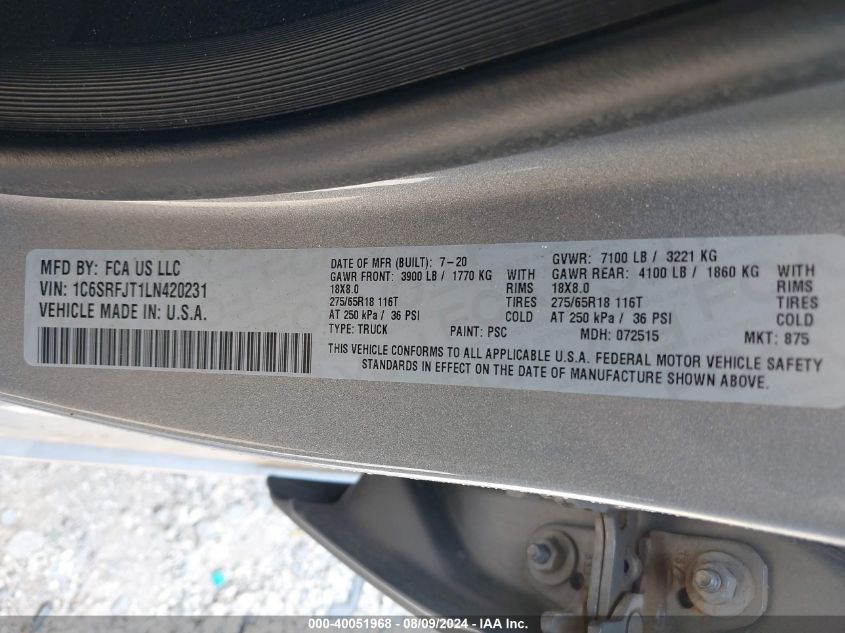 MFD BY: FCA US LLC
VIN: 1C6SRFJT1LN420231
VEHICLE MADE IN: U.S.A.
DATE OF MFR (BUILT): 7-20 GVWR: 7100 LB / 3221 KG
GAWR FRONT: 3900 LB / 1770 KG WITH GAWR REAR: 4100 LB / 1860 KG WITH
18X8.0 RIMS 18X8.0 RIMS
275/65R18 116T TIRES 275/65R18 116T TIRES
AT 250 kPa / 36 PSI COLD AT 250 kPa / 36 PSI COLD
TYPE: TRUCK PAINT: PSC MDH: 072515 MKT: 875
THIS VEHICLE CONFORMS TO ALL APPLICABLE U.S.A. FEDERAL MOTOR VEHICLE SAFETY
STANDARDS IN EFFECT ON THE DATE OF MANUFACTURE SHOWN ABOVE.
000-40051968 - 08/09/2024 - iaai.com